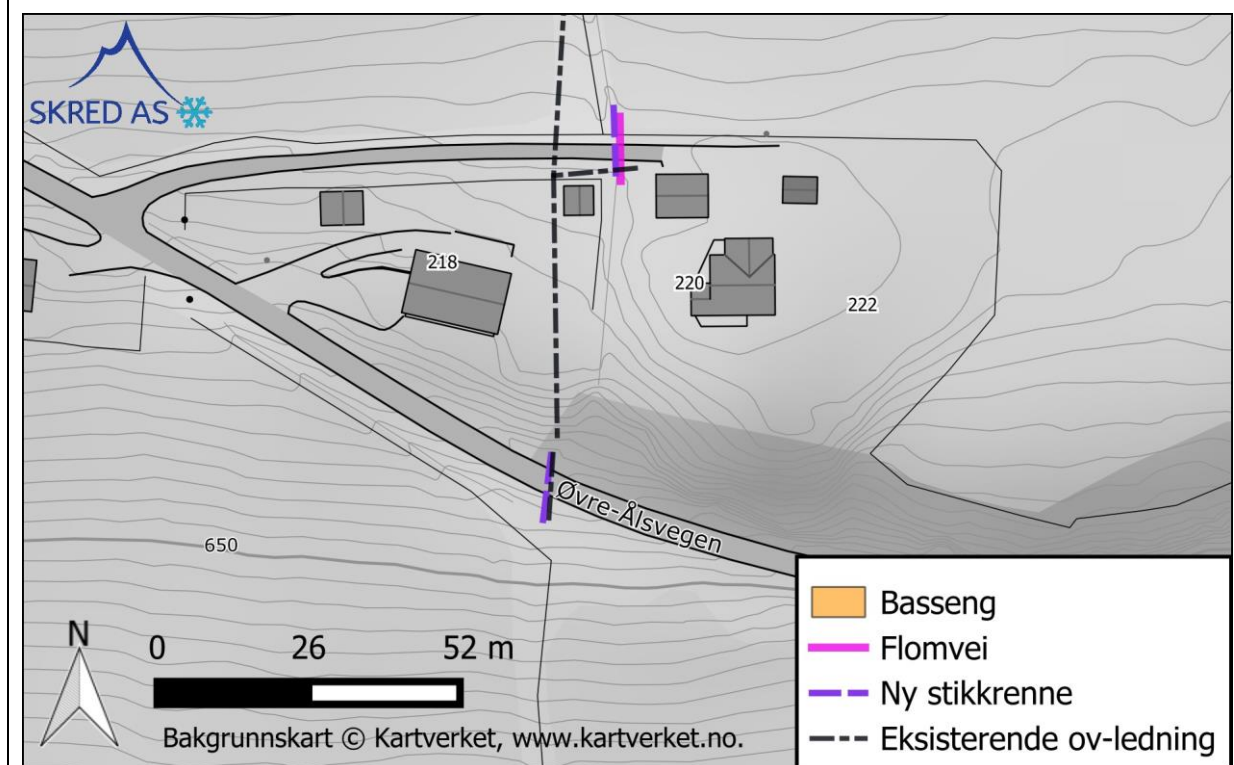 SKRED AS
218
220
222
Øvre-Ålsvegen
650
N
0 26 52 m
Bakgrunnskart © Kartverket, www.kartverket.no.
Basseng
Flomvei
Ny stikkrenne
Eksisterende ov-ledning